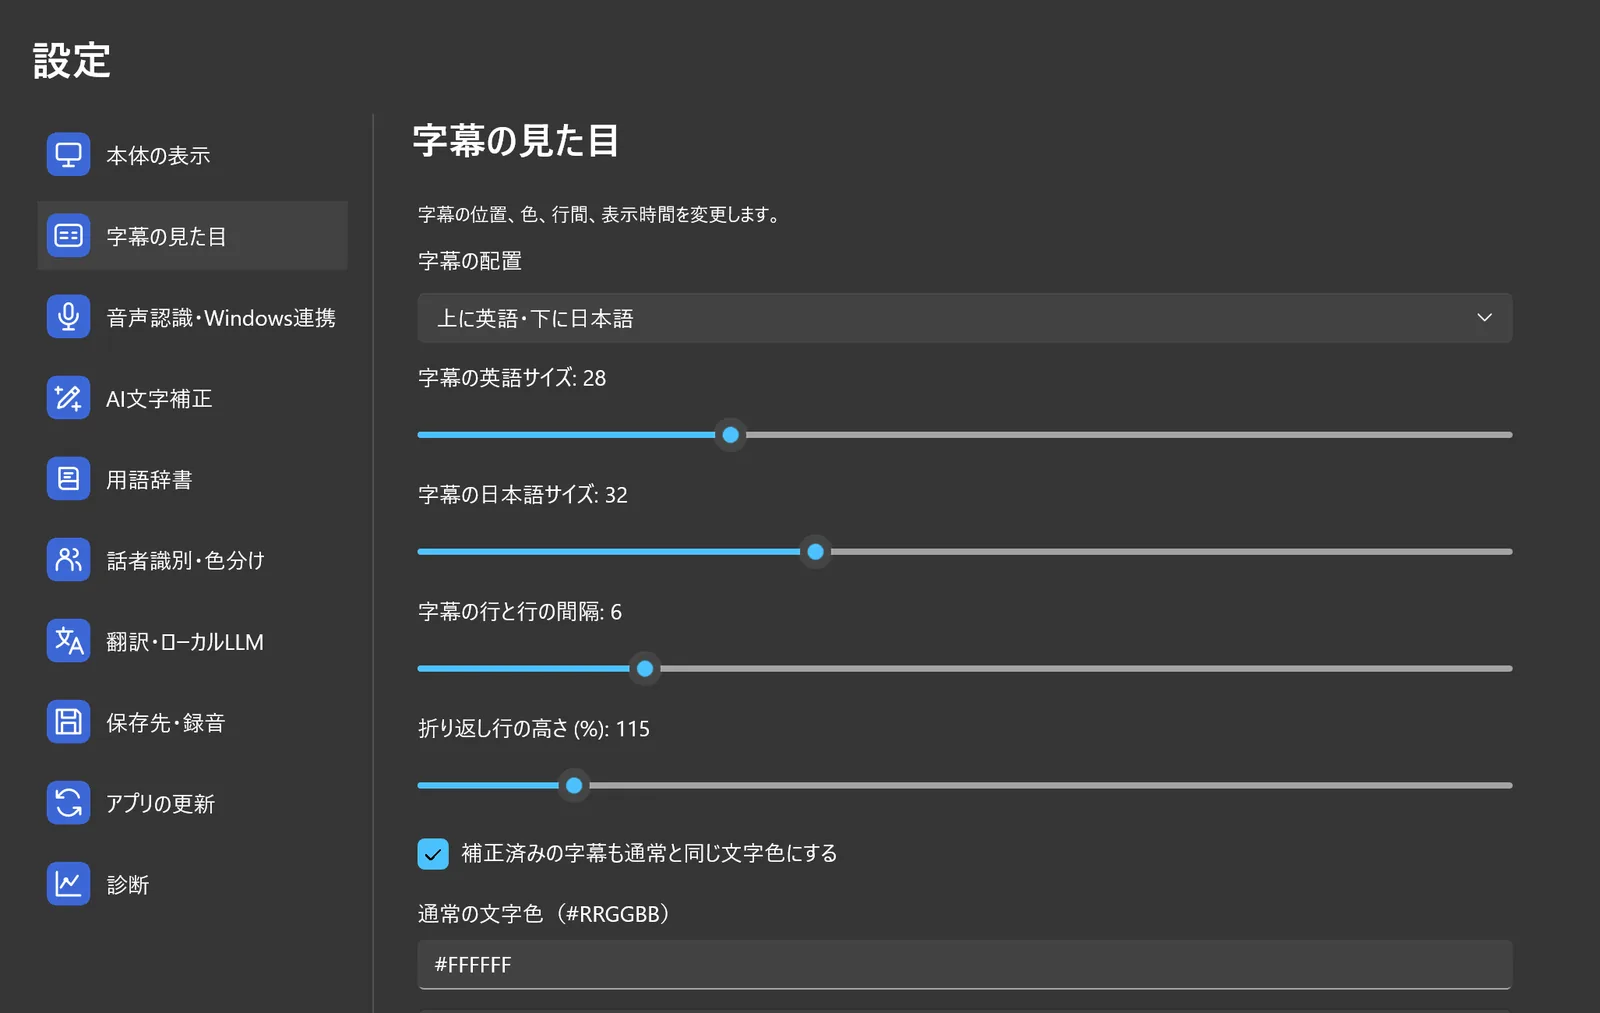 設定
本体の表示
字幕の見た目
音声認識・Windows連携
AI文字補正
用語辞書
話者識別・色分け
翻訳・ローカルLLM
保存先・録音
アプリの更新
診断
字幕の見た目
字幕の位置、色、行間、表示時間を変更します。
字幕の配置
上に英語・下に日本語
字幕の英語サイズ: 28
字幕の日本語サイズ: 32
字幕の行と行の間隔: 6
折り返し行の高さ (%): 115
補正済みの字幕も通常と同じ文字色にする
通常の文字色（#RRGGBB）
#FFFFFF